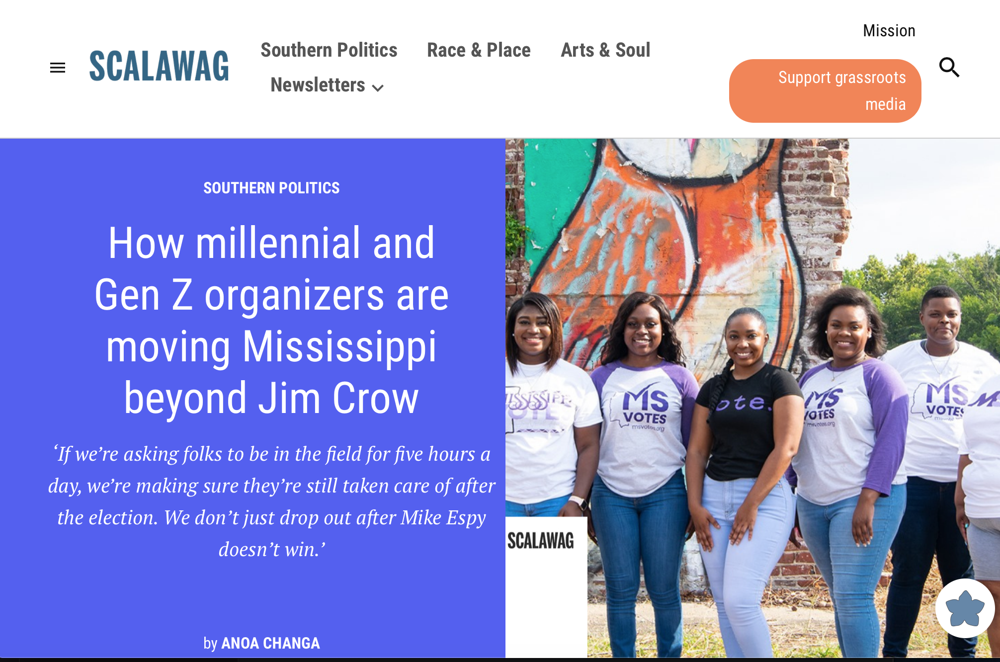 Mission
SCALAWAG
Southern Politics
Race & Place
Arts & Soul
Newsletters
Support grassroots
media
SOUTHERN POLITICS
How millennial and
Gen Z organizers are
moving Mississippi
beyond Jim Crow
‘If we’re asking folks to be in the field for five hours a
day, we’re making sure they’re still taken care of after
the election. We don’t just drop out after Mike Espy
doesn’t win.’
by ANOA CHANGA
MS
VOTES
msvotes.org
ote.
MS
VOTES
msvotes.org
MS
VOTES
SCALAWAG